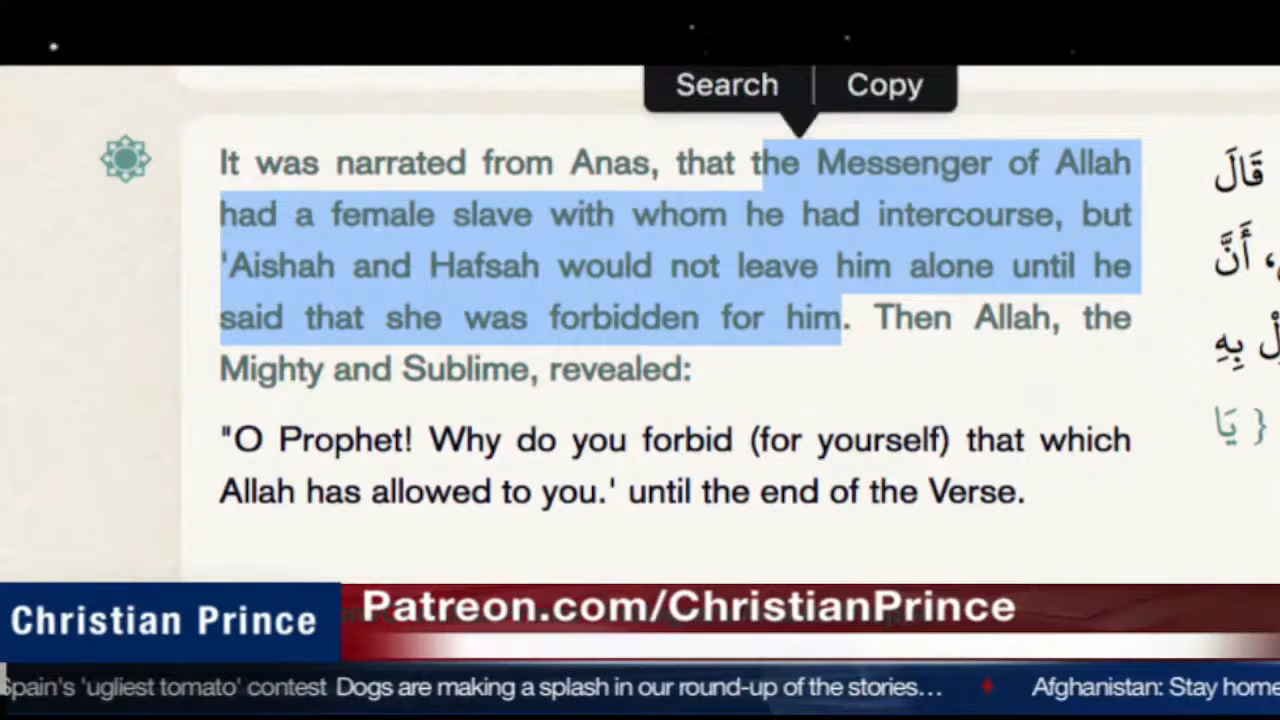 Search Copy
It was narrated from Anas, that the Messenger of Allah
had a female slave with whom he had intercourse, but
'Aishah and Hafsah would not leave him alone until he
said that she was forbidden for him. Then Allah, the
Mighty and Sublime, revealed:
"O Prophet! Why do you forbid (for yourself) that which
Allah has allowed to you.' until the end of the Verse.
قَالَ
أَنَّ
بِهِ
{ يَا
Christian Prince
Patreon.com/ChristianPrince
Spain's 'ugliest tomato' contest Dogs are making a splash in our round-up of the stories... Afghanistan: Stay home